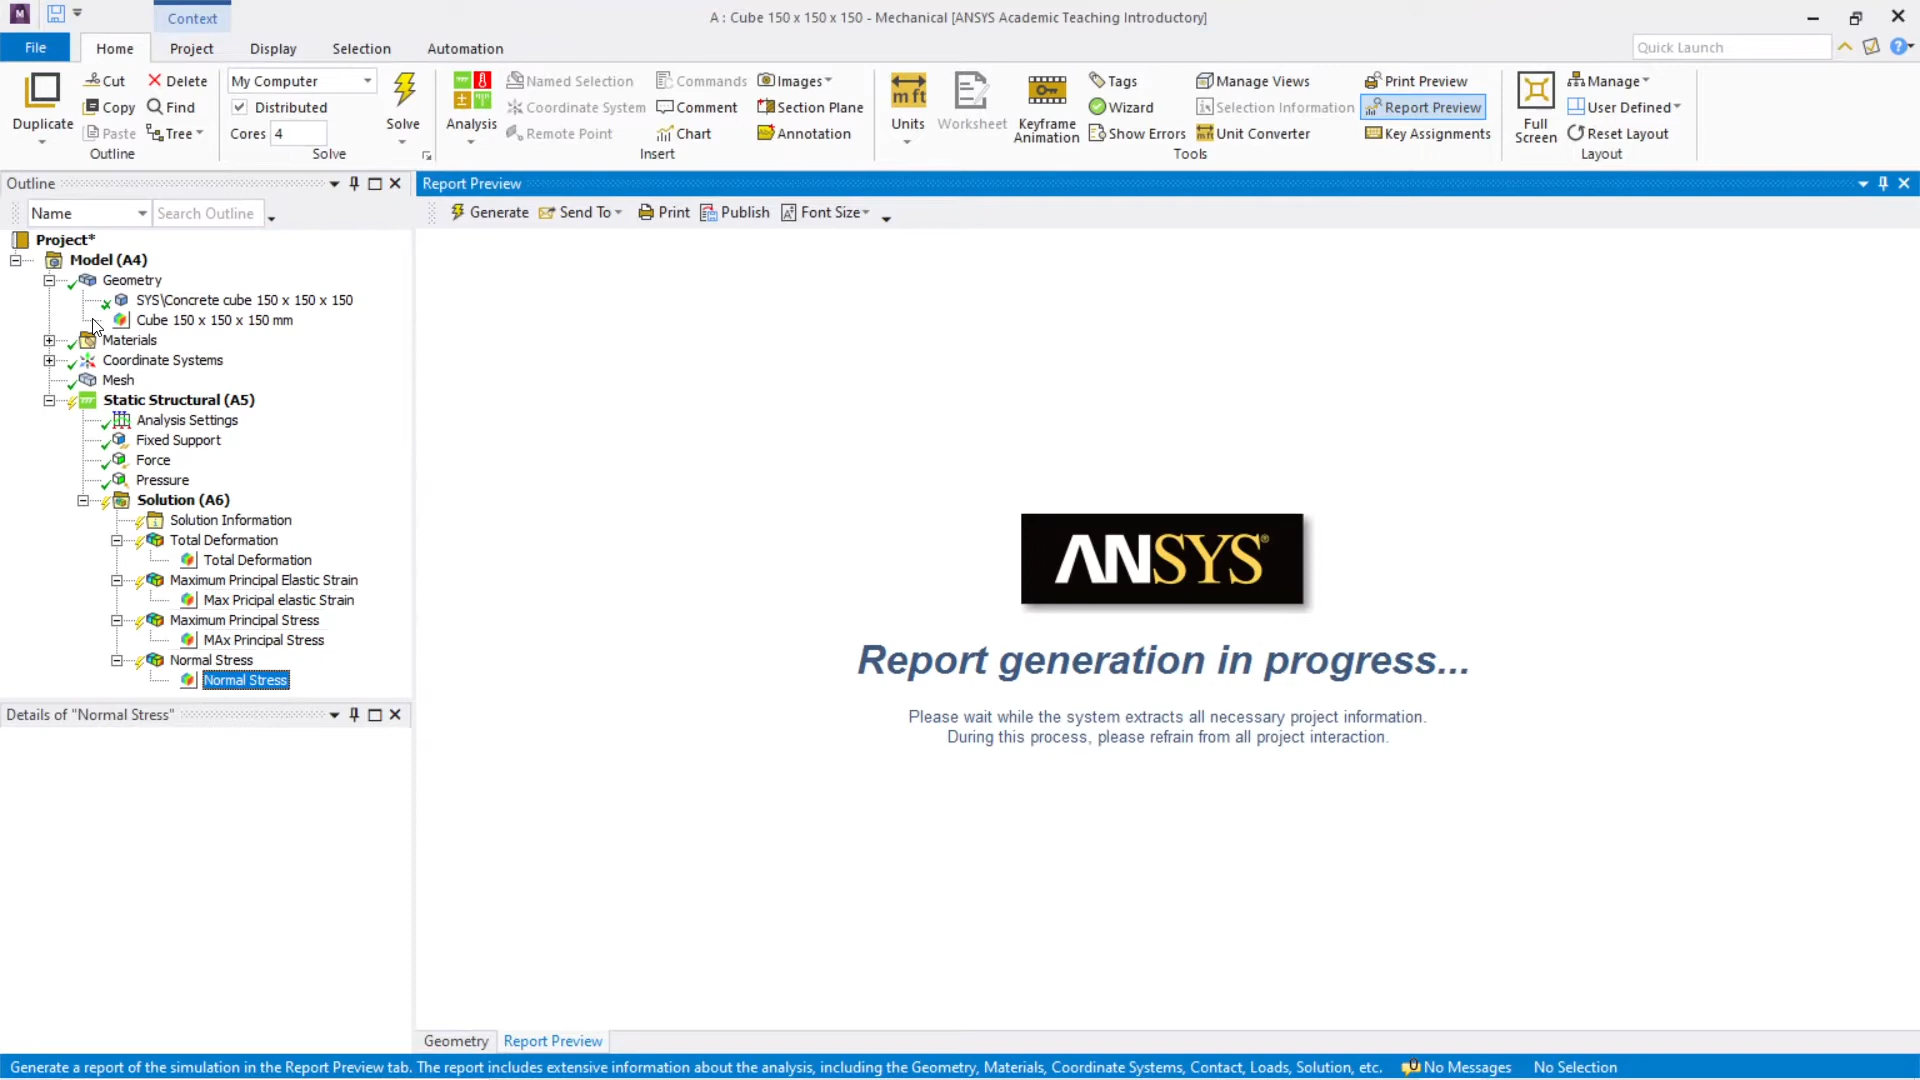 Context
A : Cube 150 x 150 x 150 - Mechanical [ANSYS Academic Teaching Introductory]
File Home Project Display Selection Automation
Quick Launch
Duplicate
Cut
Copy
Paste
Delete
Find
Tree
Outline
My Computer
Distributed
Cores 4
Solve
Solve
Analysis
Named Selection
Coordinate System
Remote Point
Commands
Comment
Chart
Images
Section Plane
Annotation
Insert
Units
Worksheet
Keyframe
Animation
Tags
Wizard
Show Errors
Manage Views
Selection Information
Unit Converter
Print Preview
Report Preview
Key Assignments
Tools
Full
Screen
Manage
User Defined
Reset Layout
Layout
Outline
Name Search Outline
Project*
Model (A4)
Geometry
SYS\Concrete cube 150 x 150 x 150
Cube 150 x 150 x 150 mm
Materials
Coordinate Systems
Mesh
Static Structural (A5)
Analysis Settings
Fixed Support
Force
Pressure
Solution (A6)
Solution Information
Total Deformation
Total Deformation
Maximum Principal Elastic Strain
Max Pricipal elastic Strain
Maximum Principal Stress
MAx Principal Stress
Normal Stress
Normal Stress
Details of "Normal Stress"
Report Preview
Generate Send To Print Publish Font Size
ANSYS®
Report generation in progress...
Please wait while the system extracts all necessary project information.
During this process, please refrain from all project interaction.
Geometry Report Preview
Generate a report of the simulation in the Report Preview tab. The report includes extensive information about the analysis, including the Geometry, Materials, Coordinate Systems, Contact, Loads, Solution, etc. No Messages No Selection